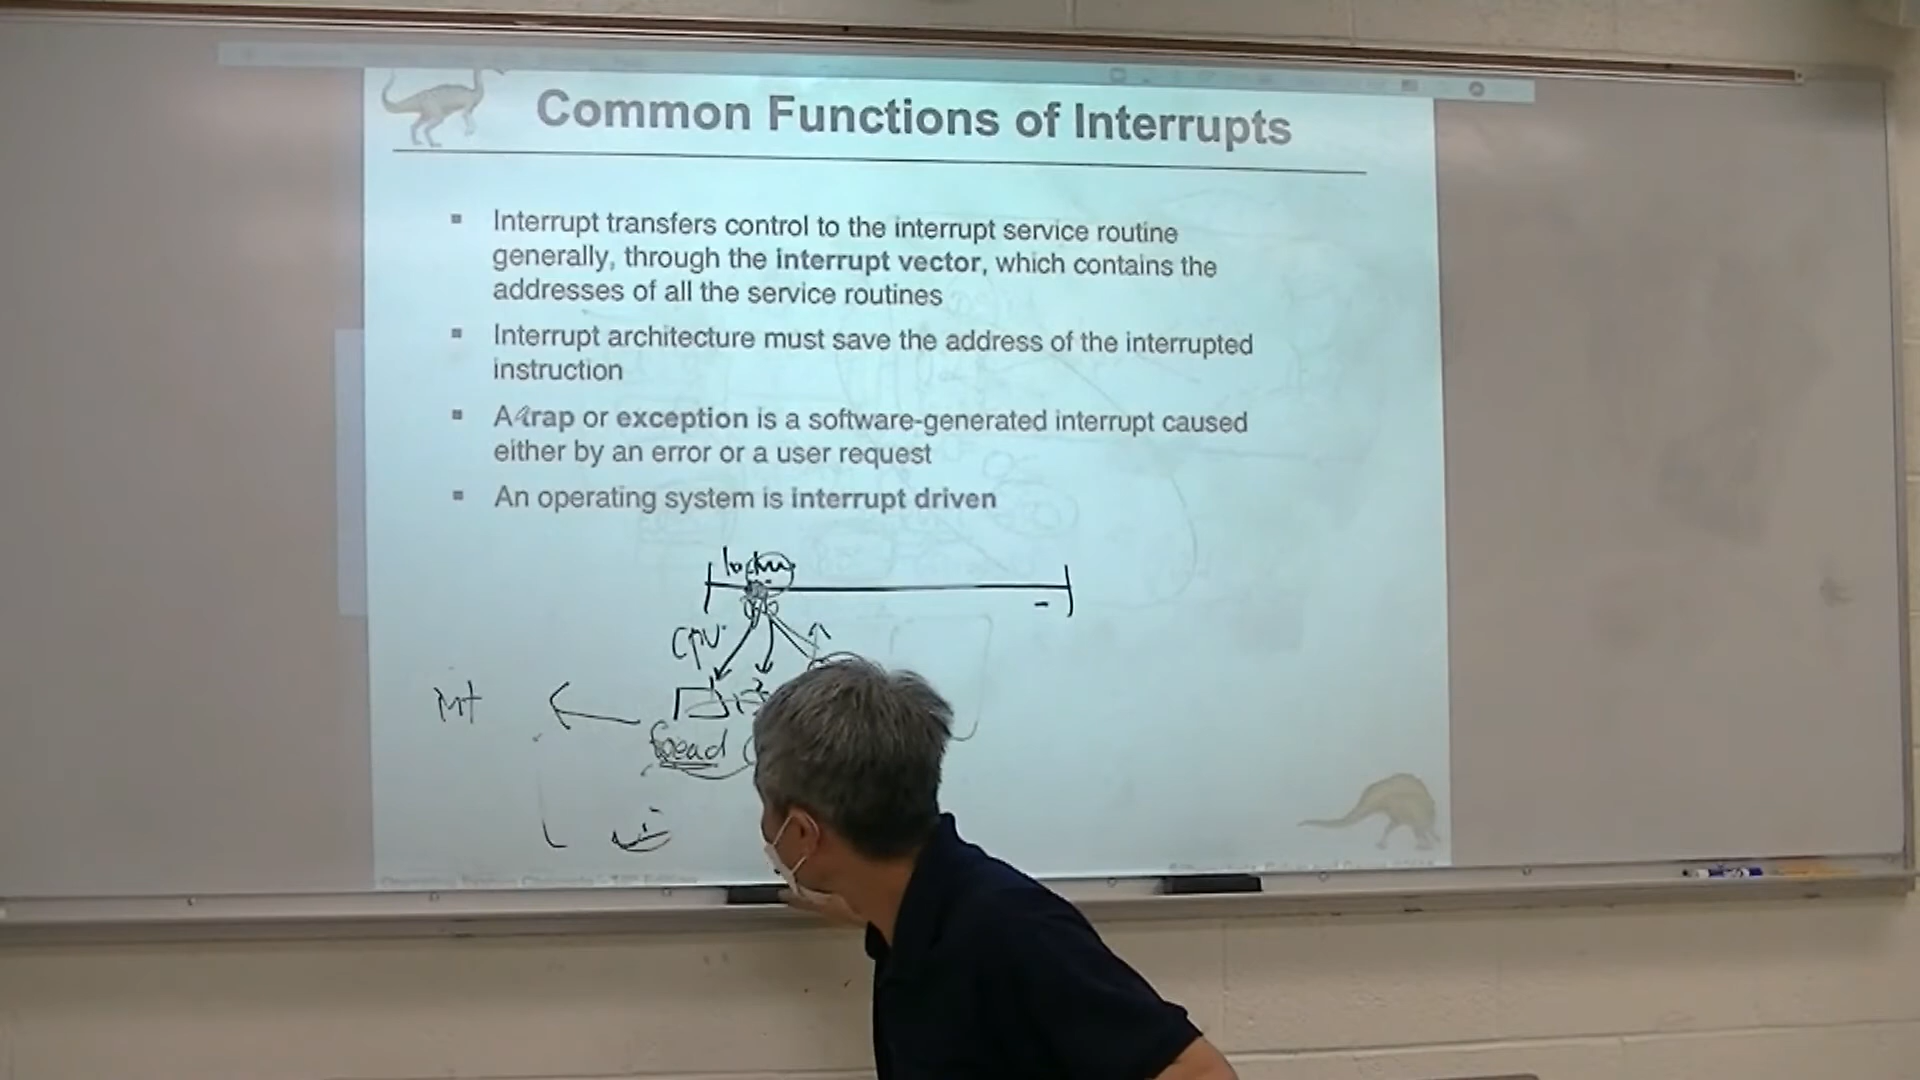 Common Functions of Interrupts
Interrupt transfers control to the interrupt service routine
generally, through the interrupt vector, which contains the
addresses of all the service routines
Interrupt architecture must save the address of the interrupted
instruction
A trap or exception is a software-generated interrupt caused
either by an error or a user request
An operating system is interrupt driven
CPU